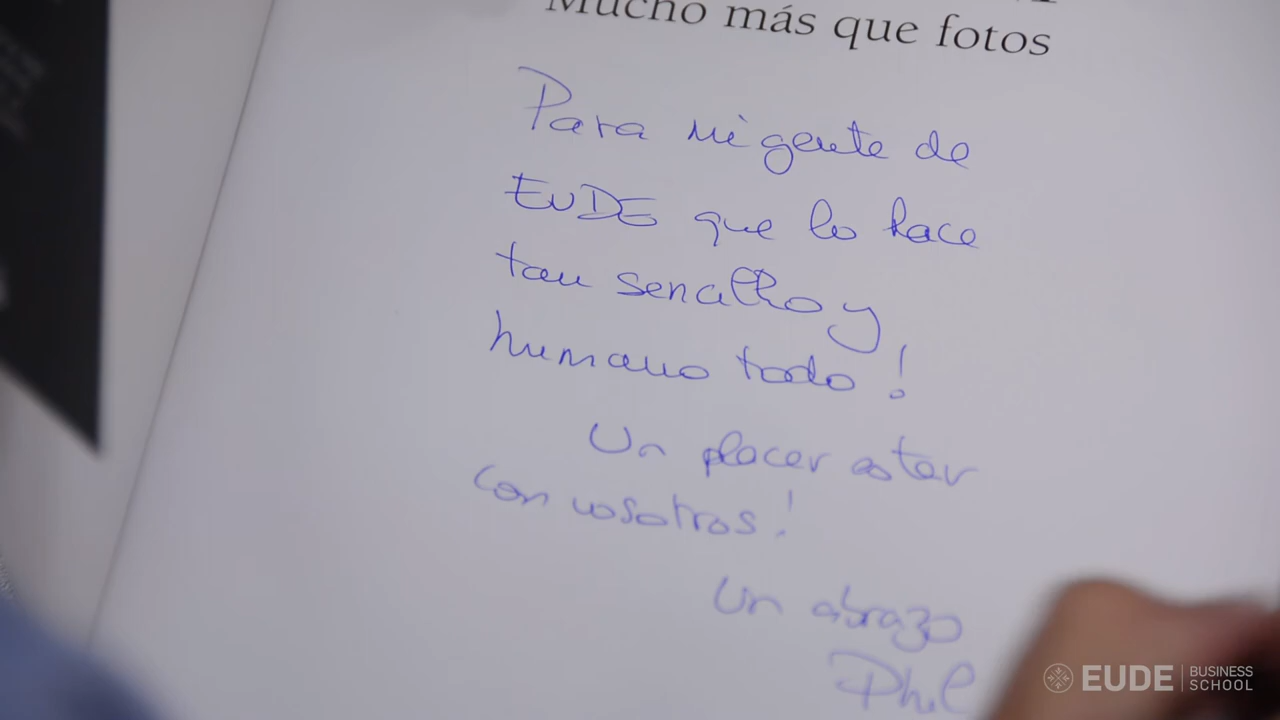 Mucho más que fotos
Para mi gente de
EUDE que lo hace
tan sencillo y
humano todo!
Un placer estar
con vosotros!
Un abrazo
Phil
EUDE BUSINESS
SCHOOL